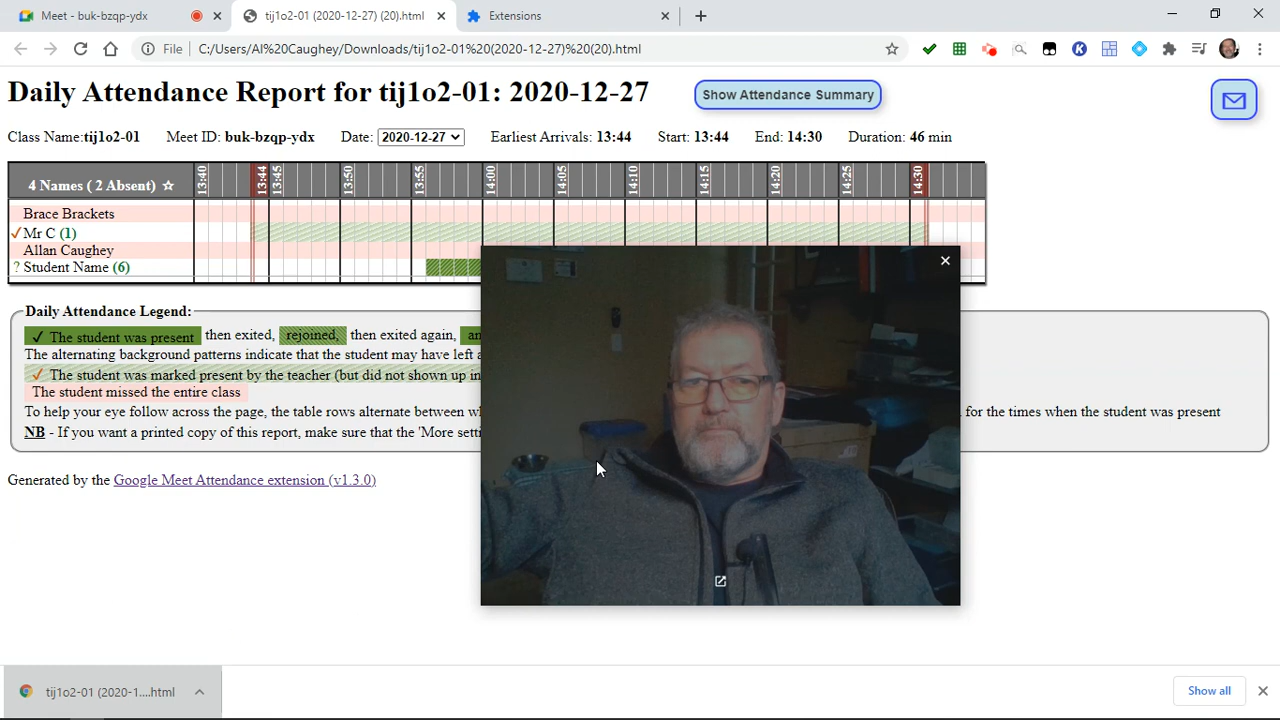 Meet - buk-bzqp-ydx
tij1o2-01 (2020-12-27) (20).html
Extensions
File
C:/Users/Al%20Caughey/Downloads/tij1o2-01%20(2020-12-27)%20(20).html
Daily Attendance Report for tij1o2-01: 2020-12-27
Show Attendance Summary
Class Name:tij1o2-01 Meet ID: buk-bzqp-ydx Date: 2020-12-27 Earliest Arrivals: 13:44 Start: 13:44 End: 14:30 Duration: 46 min
4 Names ( 2 Absent) ☆ 13:40 13:44 13:45 13:50 13:55 14:00 14:05 14:10 14:15 14:20 14:25 14:30
Brace Brackets
✓ Mr C (1)
Allan Caughey
? Student Name (6)
Daily Attendance Legend:
✓ The student was present then exited, rejoined, then exited again,
The alternating background patterns indicate that the student may have left
✓ The student was marked present by the teacher (but did not shown up in
The student missed the entire class
To help your eye follow across the page, the table rows alternate between for the times when the student was present
NB - If you want a printed copy of this report, make sure that the 'More
Generated by the Google Meet Attendance extension (v1.3.0)
tij1o2-01 (2020-1....html
Show all